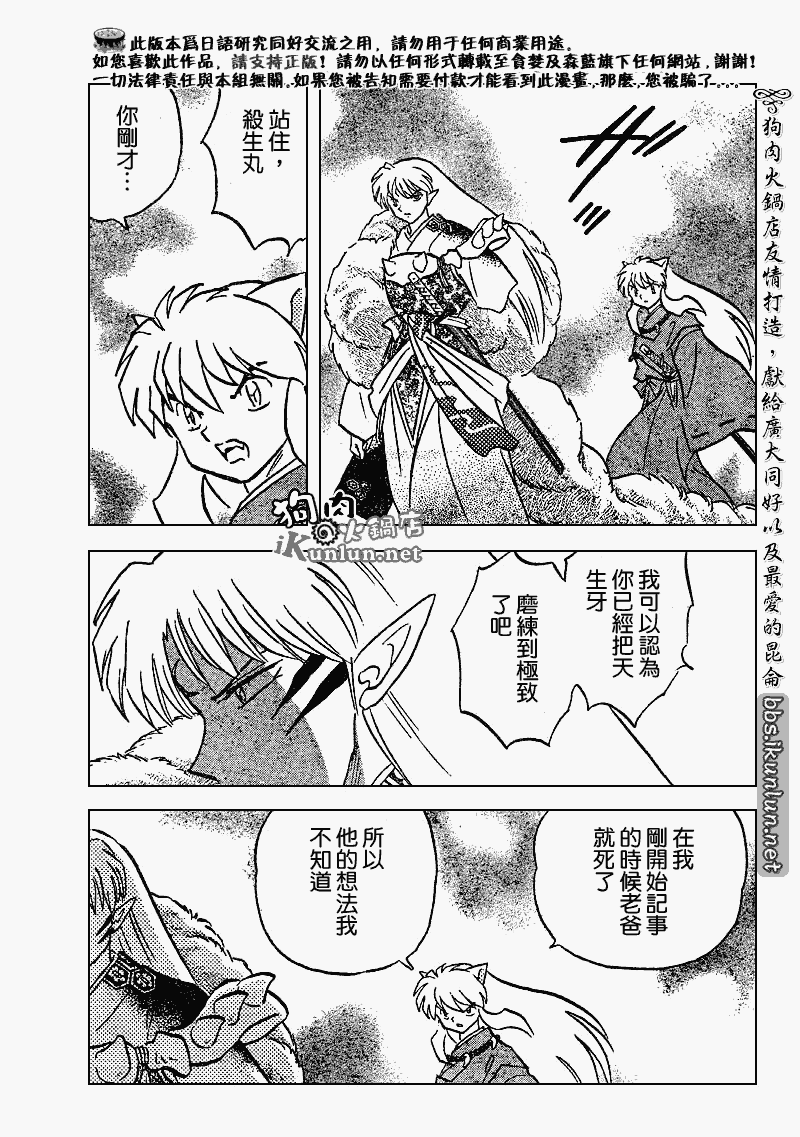 此版本爲日語研究同好交流之用，請勿用于任何商業用途。
如您喜歡此作品，請支持正版！請勿以任何形式轉載至貪婪及森藍旗下任何網站，謝謝！
一切法律責任與本組無關。如果您被告知需要付款才能看到此漫畫，那麼，您被騙了。。。
狗肉火鍋店友情打造，獻給廣大同好以及最愛的昆侖
bbs.ikunlun.net
站住，
殺生丸
你剛才…
狗肉火鍋店
iKunlun.net
我可以認為
你已經把天
生牙
磨練到極致
了吧
在我
剛開始記事
的時候老爸
就死了
所以
他的想法我
不知道